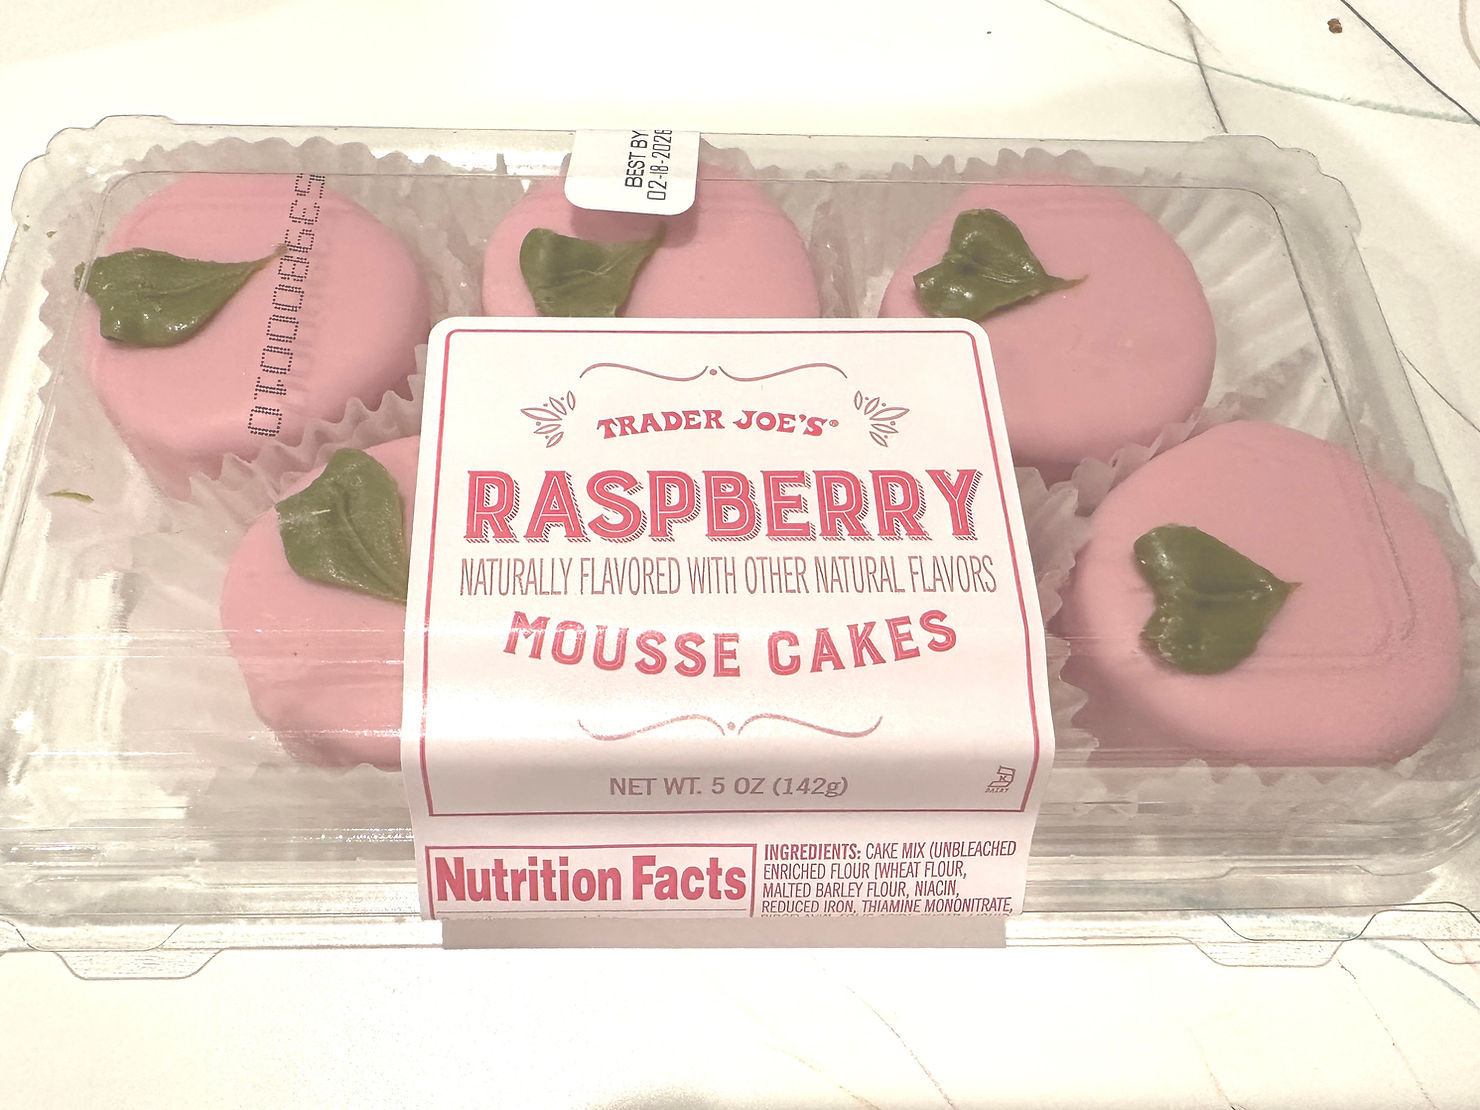 BEST BY
02-18-2026
TRADER JOE'S®
RASPBERRY
NATURALLY FLAVORED WITH OTHER NATURAL FLAVORS
MOUSSE CAKES
NET WT. 5 OZ (142g)
K
DAIRY
Nutrition Facts
INGREDIENTS: CAKE MIX (UNBLEACHED
ENRICHED FLOUR [WHEAT FLOUR,
MALTED BARLEY FLOUR, NIACIN,
REDUCED IRON, THIAMINE MONONITRATE,